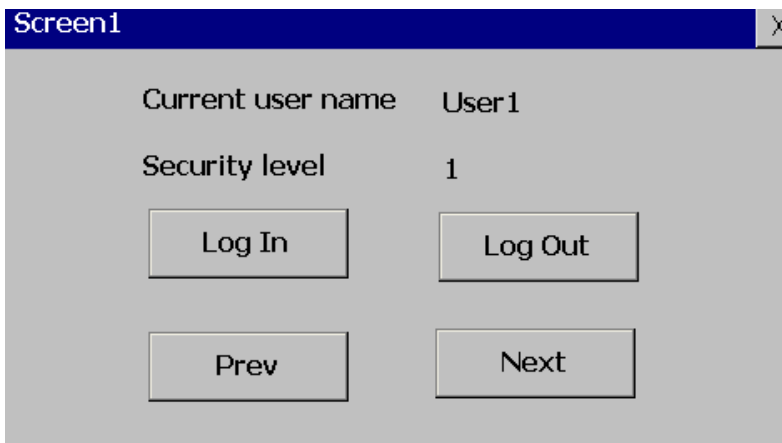 Screen1 X
Current user name User1
Security level 1
Log In Log Out
Prev Next